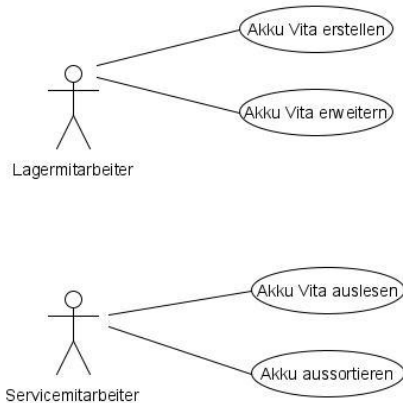 Akku Vita erstellen
Akku Vita erweitern
Lagermitarbeiter
Akku Vita auslesen
Akku aussortieren
Servicemitarbeiter